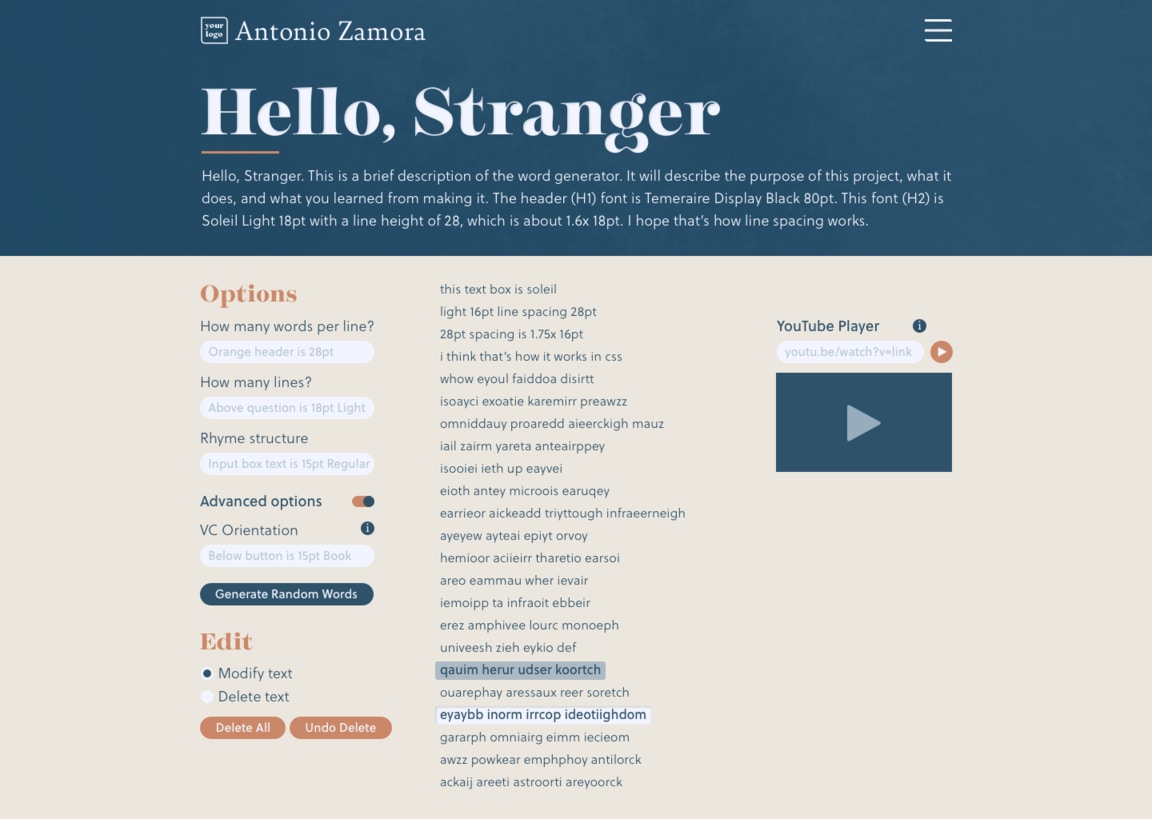 your
logo
Antonio Zamora
Hello, Stranger
Hello, Stranger. This is a brief description of the word generator. It will describe the purpose of this project, what it
does, and what you learned from making it. The header (H1) font is Temeraire Display Black 80pt. This font (H2) is
Soleil Light 18pt with a line height of 28, which is about 1.6x 18pt. I hope that's how line spacing works.
Options
How many words per line?
Orange header is 28pt
How many lines?
Above question is 18pt Light
Rhyme structure
Input box text is 15pt Regular
Advanced options
VC Orientation
i
Below button is 15pt Book
Generate Random Words
Edit
Modify text
Delete text
Delete All
Undo Delete
this text box is soleil
light 16pt line spacing 28pt
28pt spacing is 1.75x 16pt
i think that's how it works in css
whow eyoul faiddoa disirtt
isoayci exoatie karemirr preawzz
omniddauy proaredd aieerckigh mauz
iail zairm yareta anteairppey
isooiei ieth up eayvei
eioth antey microois earuqey
earrieor aickeadd triyttough infraeerneigh
ayeyew ayteai epiyt orvoy
hemioor aciieirr tharetio earsoi
areo eammau wher ievair
iemoipp ta infraoit ebbeir
erez amphivee lourc monoeph
univeesh zieh eykio def
qauim herur udser koortch
ouarephay aressaux reer soretch
eyaybb inorm irrcop ideotiighdom
gararph omniairg eimm iecieom
awzz powkear emphphoy antilorck
ackaij areeti astroorti areyoorck
YouTube Player
i
youtu.be/watch?v=link